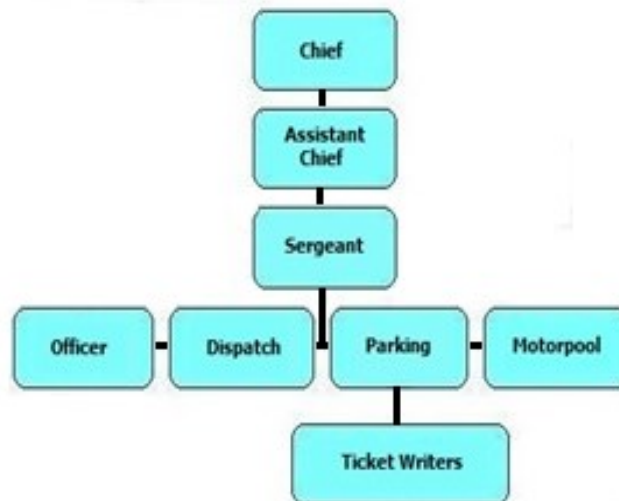 Chief
Assistant
Chief
Sergeant
Officer
Dispatch
Parking
Motorpool
Ticket Writers